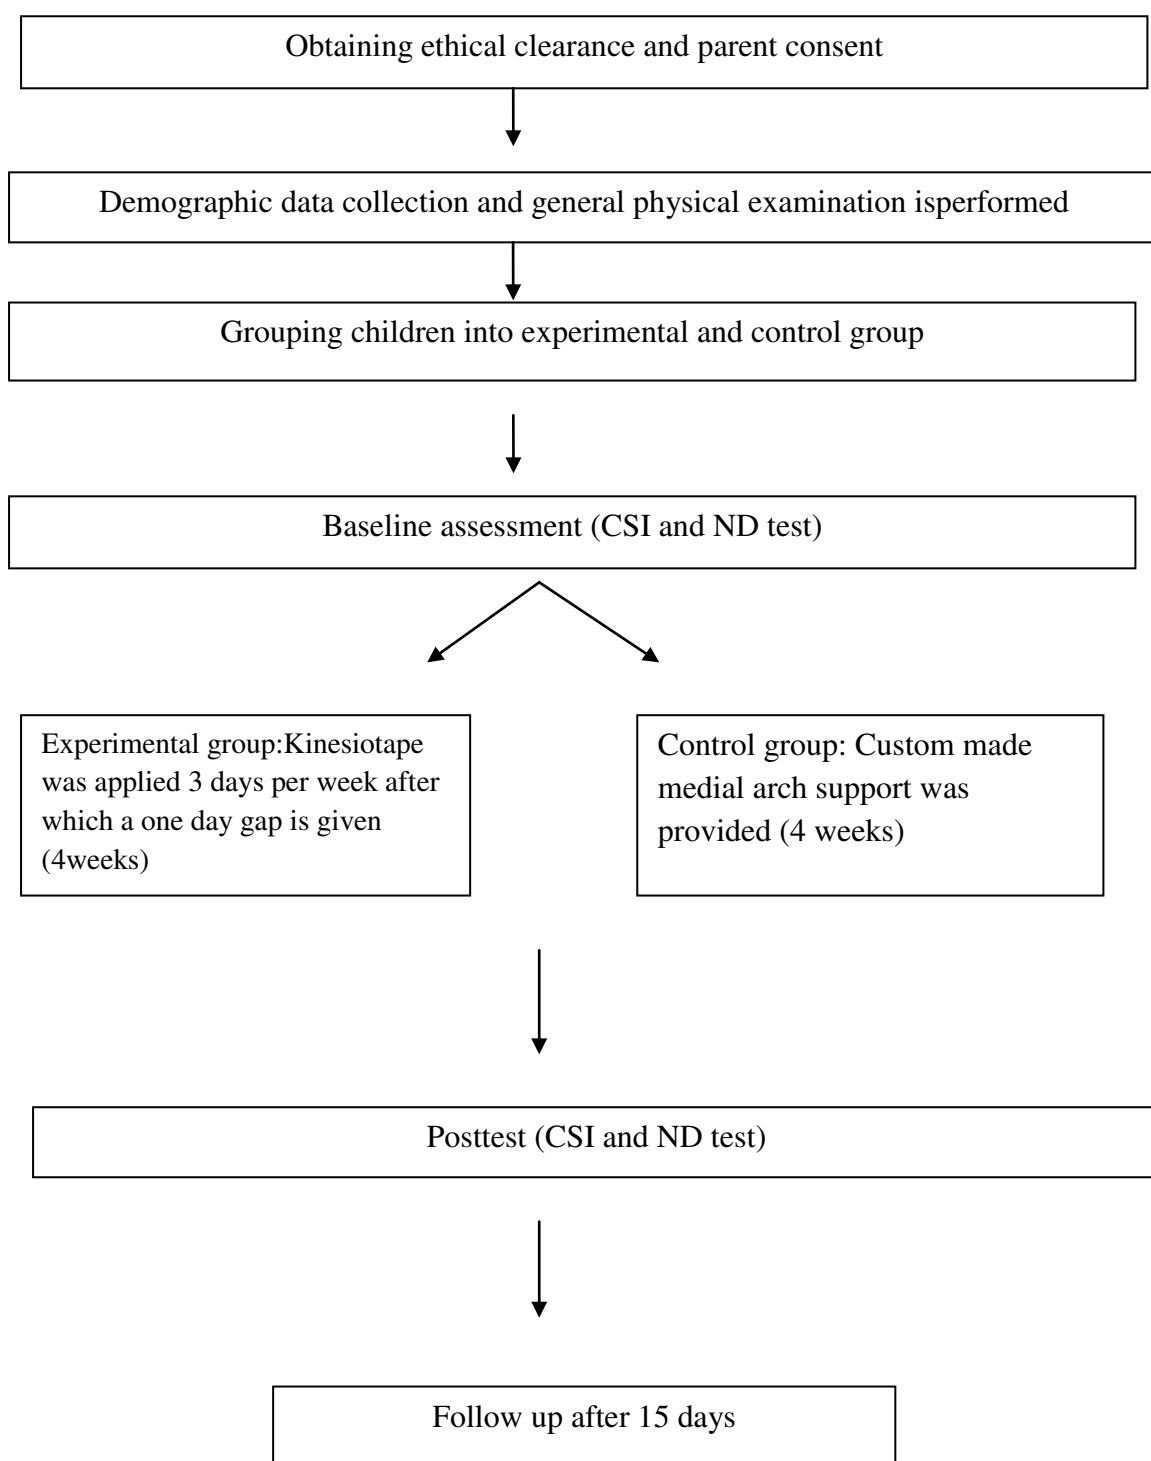 Obtaining ethical clearance and parent consent
Demographic data collection and general physical examination isperformed
Grouping children into experimental and control group
Baseline assessment (CSI and ND test)
Experimental group:Kinesiotape
was applied 3 days per week after
which a one day gap is given
(4weeks)
Control group: Custom made
medial arch support was
provided (4 weeks)
Posttest (CSI and ND test)
Follow up after 15 days